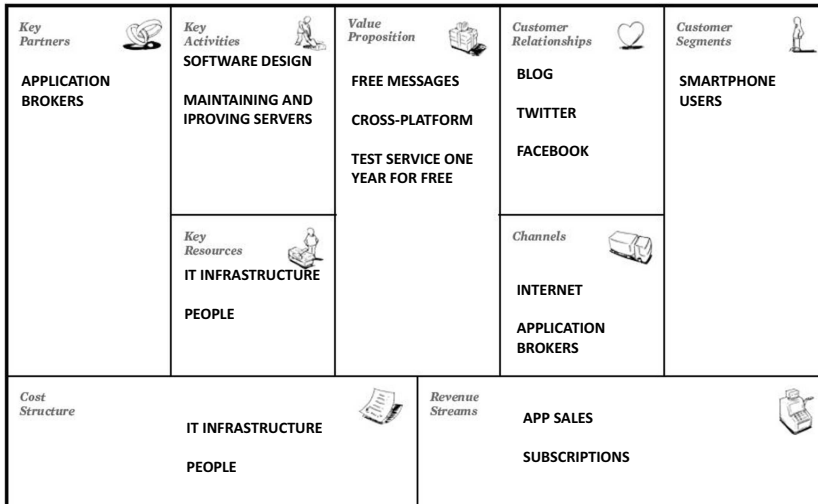 Key
Partners
APPLICATION
BROKERS
Key
Activities
SOFTWARE DESIGN
MAINTAINING AND
IPROVING SERVERS
Key
Resources
IT INFRASTRUCTURE
PEOPLE
Value
Proposition
FREE MESSAGES
CROSS-PLATFORM
TEST SERVICE ONE
YEAR FOR FREE
Customer
Relationships
BLOG
TWITTER
FACEBOOK
Channels
INTERNET
APPLICATION
BROKERS
Customer
Segments
SMARTPHONE
USERS
Cost
Structure
IT INFRASTRUCTURE
PEOPLE
Revenue
Streams
APP SALES
SUBSCRIPTIONS